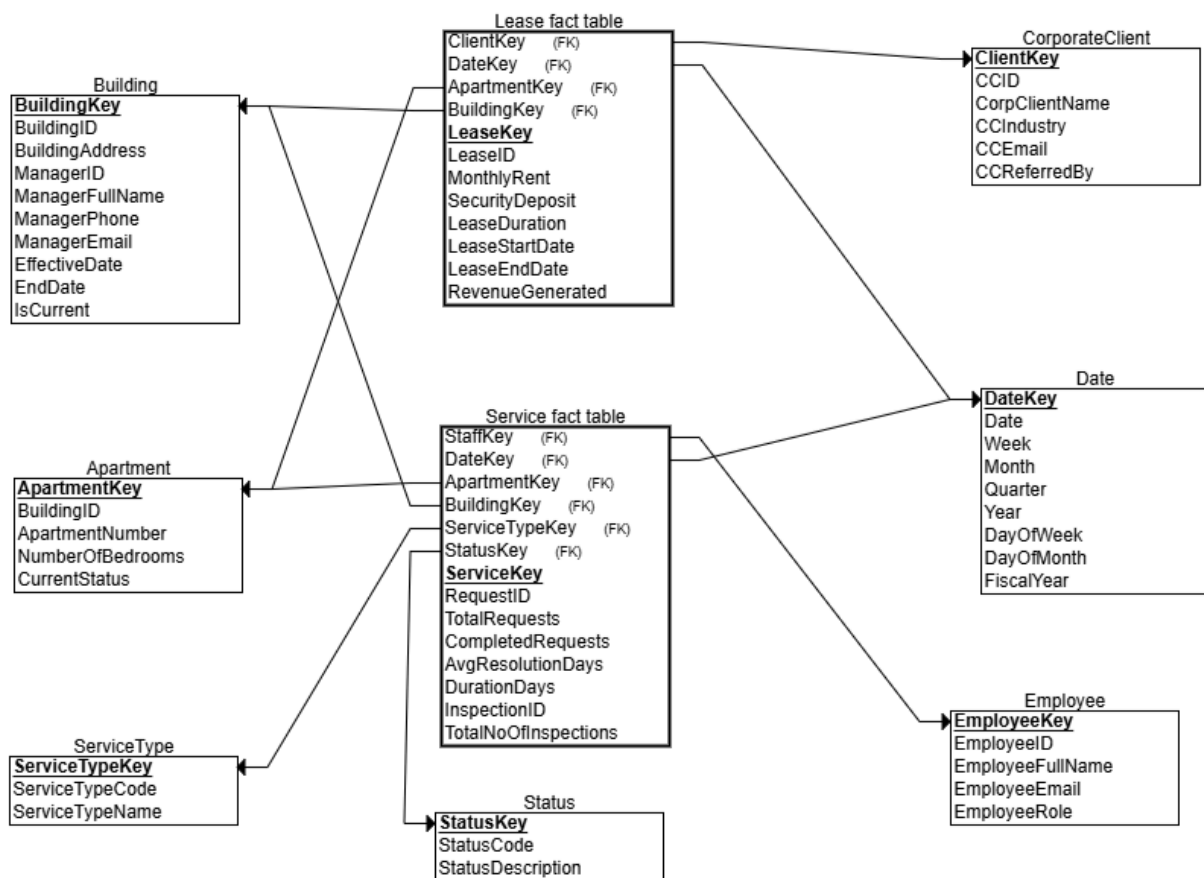 Lease fact table
ClientKey (FK)
DateKey (FK)
ApartmentKey (FK)
BuildingKey (FK)
LeaseKey
LeaseID
MonthlyRent
SecurityDeposit
LeaseDuration
LeaseStartDate
LeaseEndDate
RevenueGenerated
CorporateClient
ClientKey
CCID
CorpClientName
CCIndustry
CCEmail
CCReferredBy
Building
BuildingKey
BuildingID
BuildingAddress
ManagerID
ManagerFullName
ManagerPhone
ManagerEmail
EffectiveDate
EndDate
IsCurrent
Date
DateKey
Date
Week
Month
Quarter
Year
DayOfWeek
DayOfMonth
FiscalYear
Service fact table
StaffKey (FK)
DateKey (FK)
ApartmentKey (FK)
BuildingKey (FK)
ServiceTypeKey (FK)
StatusKey (FK)
ServiceKey
RequestID
TotalRequests
CompletedRequests
AvgResolutionDays
DurationDays
InspectionID
TotalNoOfInspections
Apartment
ApartmentKey
BuildingID
ApartmentNumber
NumberOfBedrooms
CurrentStatus
Employee
EmployeeKey
EmployeeID
EmployeeFullName
EmployeeEmail
EmployeeRole
ServiceType
ServiceTypeKey
ServiceTypeCode
ServiceTypeName
Status
StatusKey
StatusCode
StatusDescription